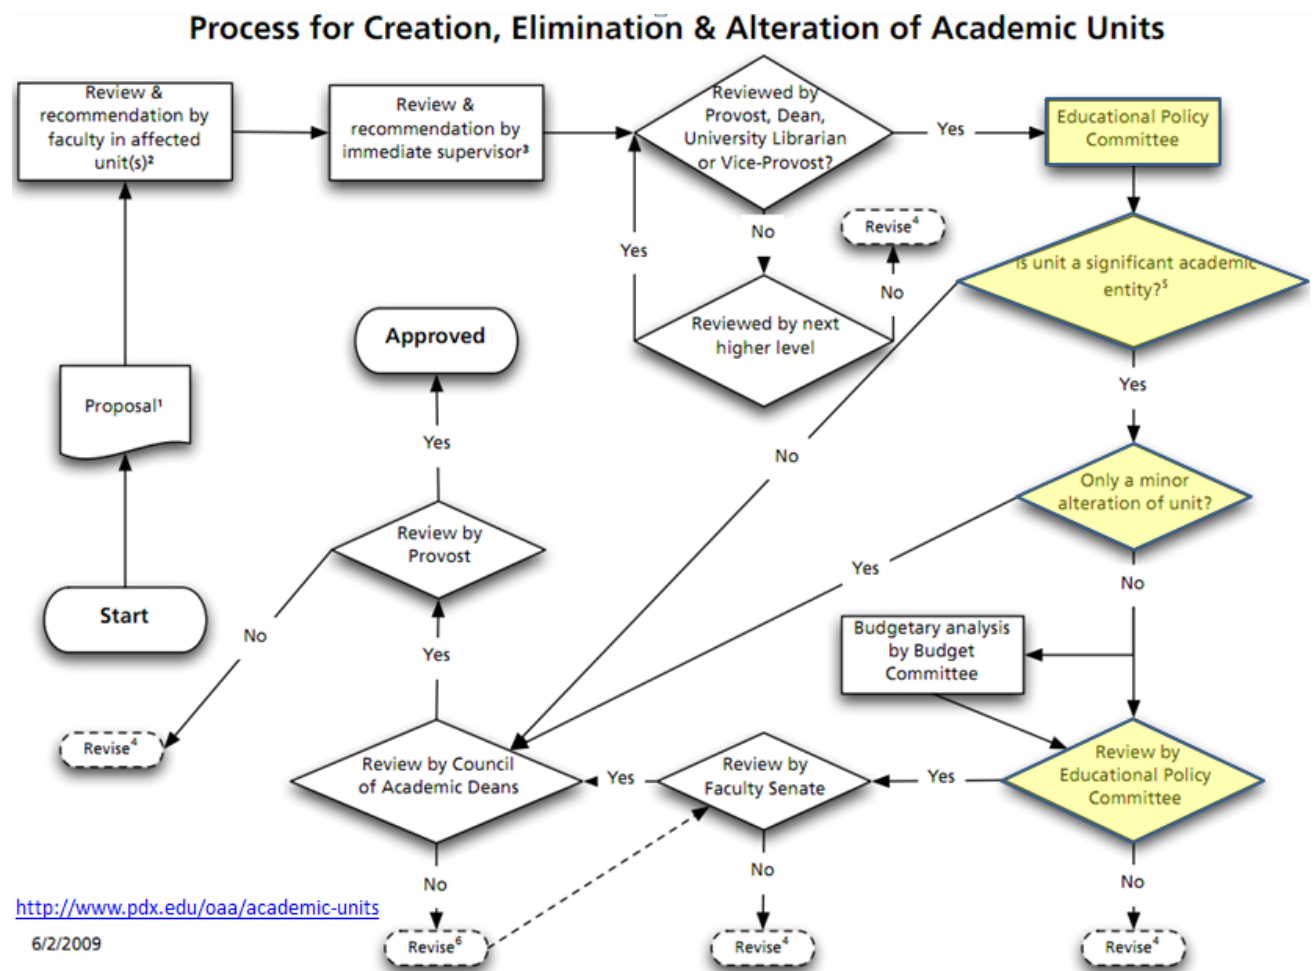 Process for Creation, Elimination & Alteration of Academic Units
Review &
recommendation by
faculty in affected
unit(s)²
Review &
recommendation by
immediate supervisor³
Reviewed by
Provost, Dean,
University Librarian
or Vice-Provost?
Yes
Educational Policy
Committee
No
Yes
Revise⁴
No
Reviewed by next
higher level
Is unit a significant academic
entity?⁵
Yes
No
Only a minor
alteration of unit?
Yes
No
Approved
Yes
Proposal¹
Review by
Provost
Start
No
Yes
Revise⁴
Budgetary analysis
by Budget
Committee
Review by
Educational Policy
Committee
Yes
Review by
Faculty Senate
Yes
Review by Council
of Academic Deans
No
No
No
Revise⁶
Revise⁴
Revise⁴
http://www.pdx.edu/oaa/academic-units
6/2/2009